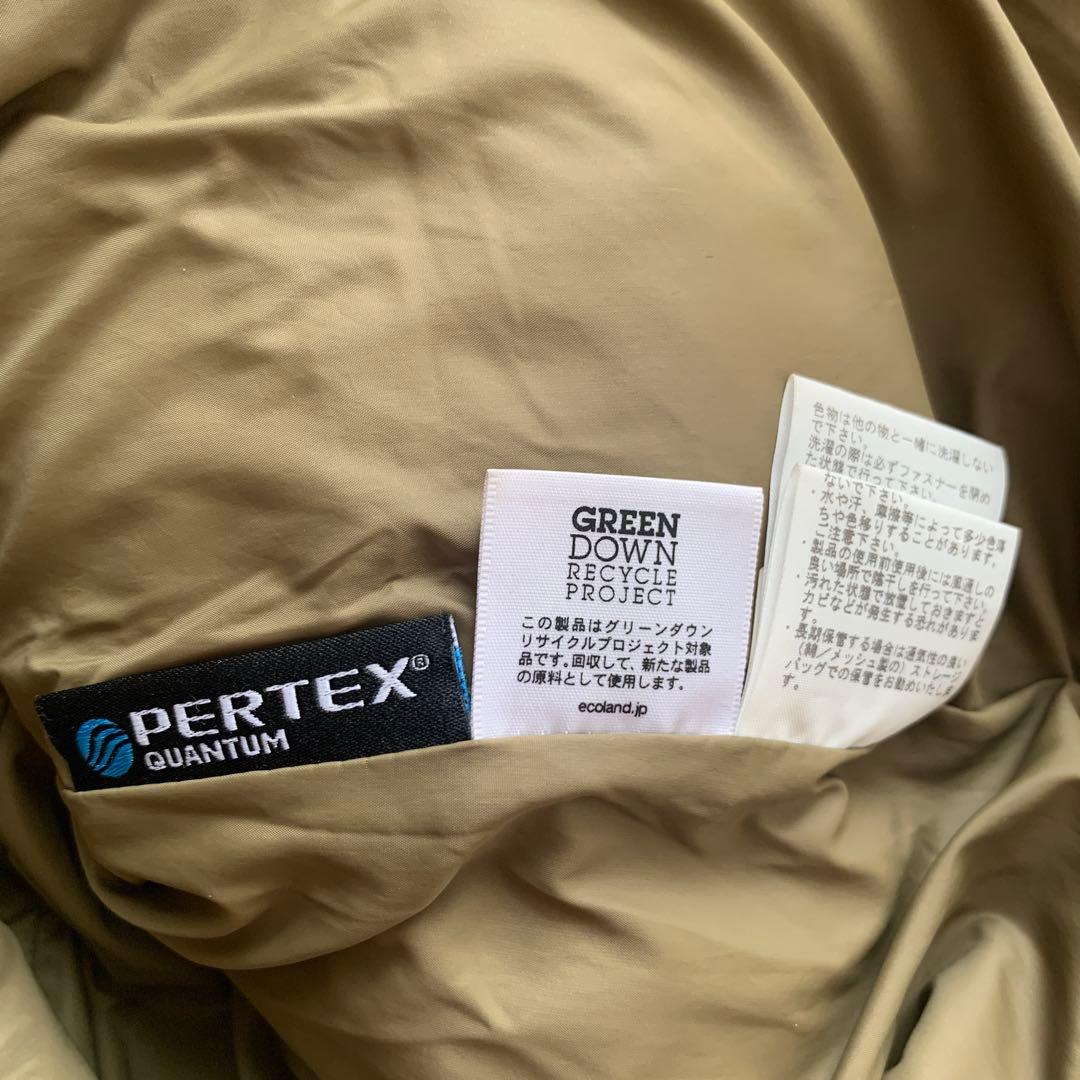 PERTEX®
QUANTUM
GREEN
DOWN
RECYCLE
PROJECT
この製品はグリーンダウン
リサイクルプロジェクト対象
品です。回収して、新たな製品
の原料として使用します。
ecoland.jp
色物は他の物と一緒に洗濯しない
で下さい。
洗濯の際は必ずファスナーを閉め
た状態で行って下さい。
ないで下さい。
・水や汗、摩擦等によって多少色落
ちや色移りすることがあります。
ご注意下さい。
・製品の使用前使用後には風通しの
良い場所で陰干しを行って下さい。
・汚れた状態で放置しておきますと
カビなどが発生する恐れがありま
す。
・長期保管する場合は通気性の良い
(綿/メッシュ製の)ストレージ
バッグでの保管をお勧めいたしま
す。